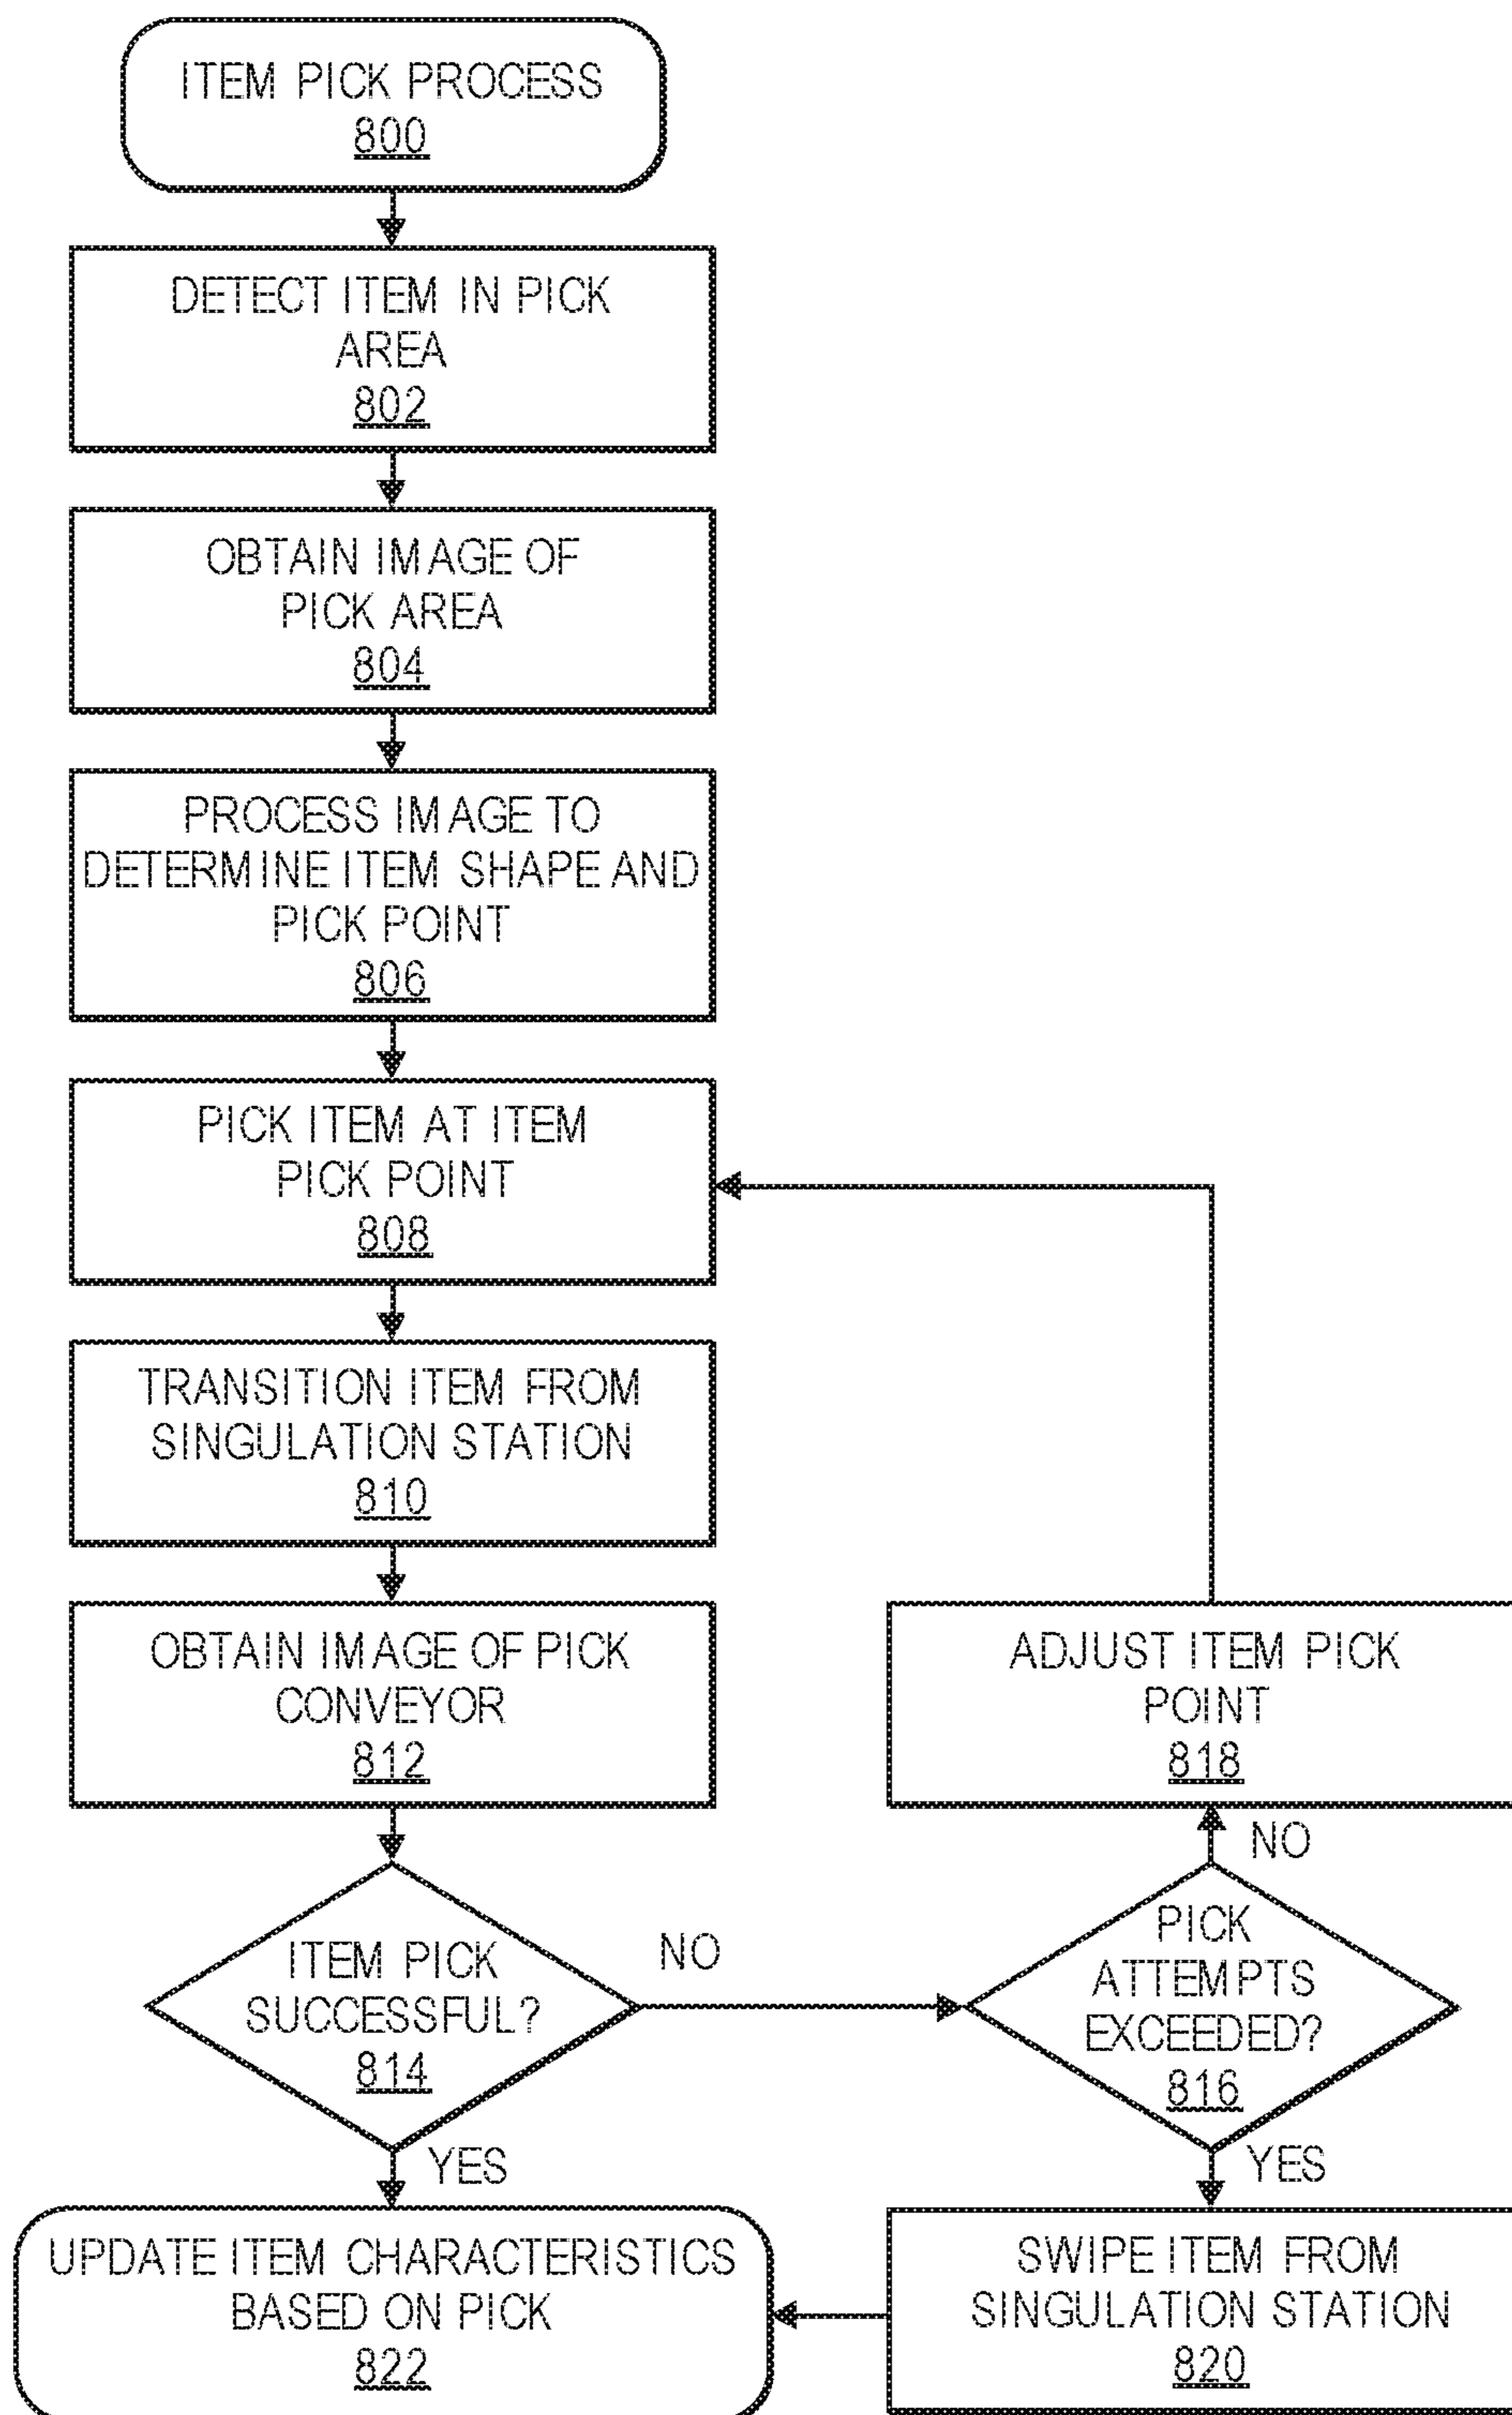 ITEM PICK PROCESS
800
DETECT ITEM IN PICK
AREA
802
OBTAIN IMAGE OF
PICK AREA
804
PROCESS IMAGE TO
DETERMINE ITEM SHAPE AND
PICK POINT
806
PICK ITEM AT ITEM
PICK POINT
808
TRANSITION ITEM FROM
SINGULATION STATION
810
OBTAIN IMAGE OF PICK
CONVEYOR
812
ADJUST ITEM PICK
POINT
818
NO
ITEM PICK
SUCCESSFUL?
814
NO
PICK
ATTEMPTS
EXCEEDED?
816
YES
YES
UPDATE ITEM CHARACTERISTICS
BASED ON PICK
822
SWIPE ITEM FROM
SINGULATION STATION
820